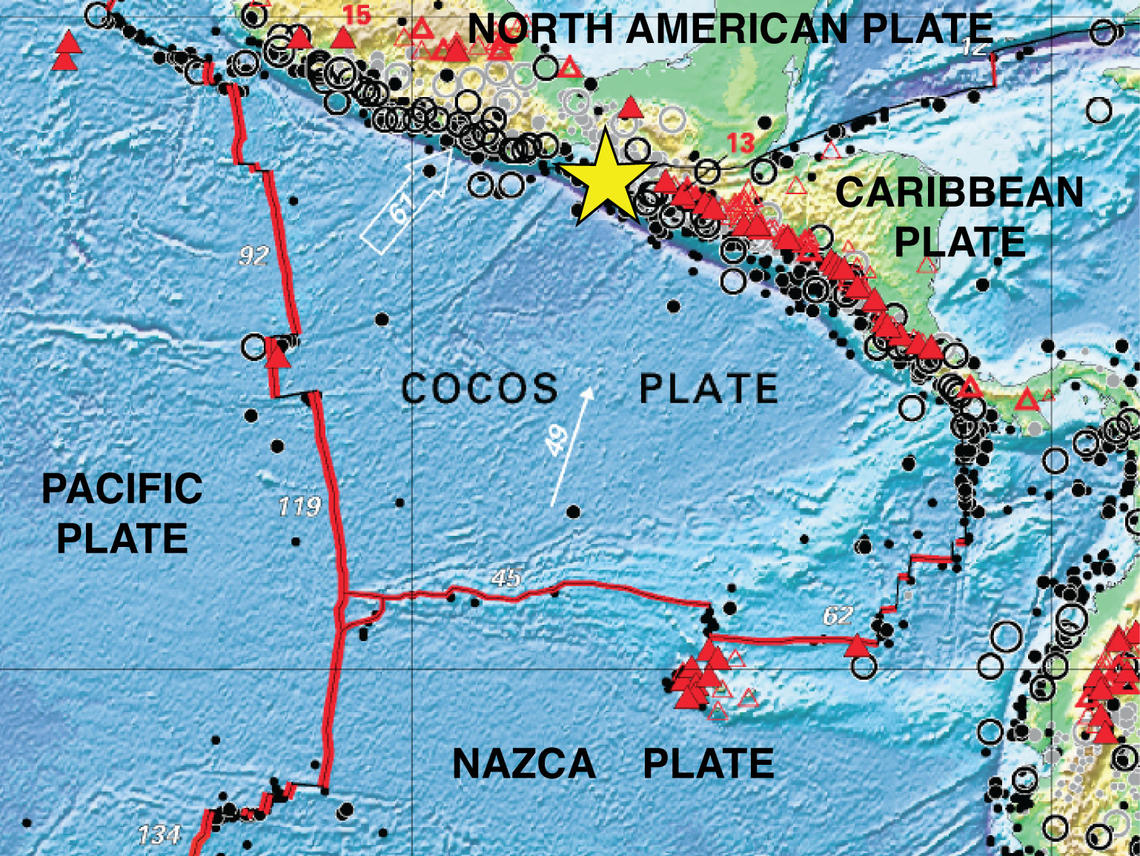 15
NORTH AMERICAN PLATE
12
13
CARIBBEAN
PLATE
61
92
COCOS PLATE
49
PACIFIC
PLATE
119
45
62
NAZCA PLATE
134